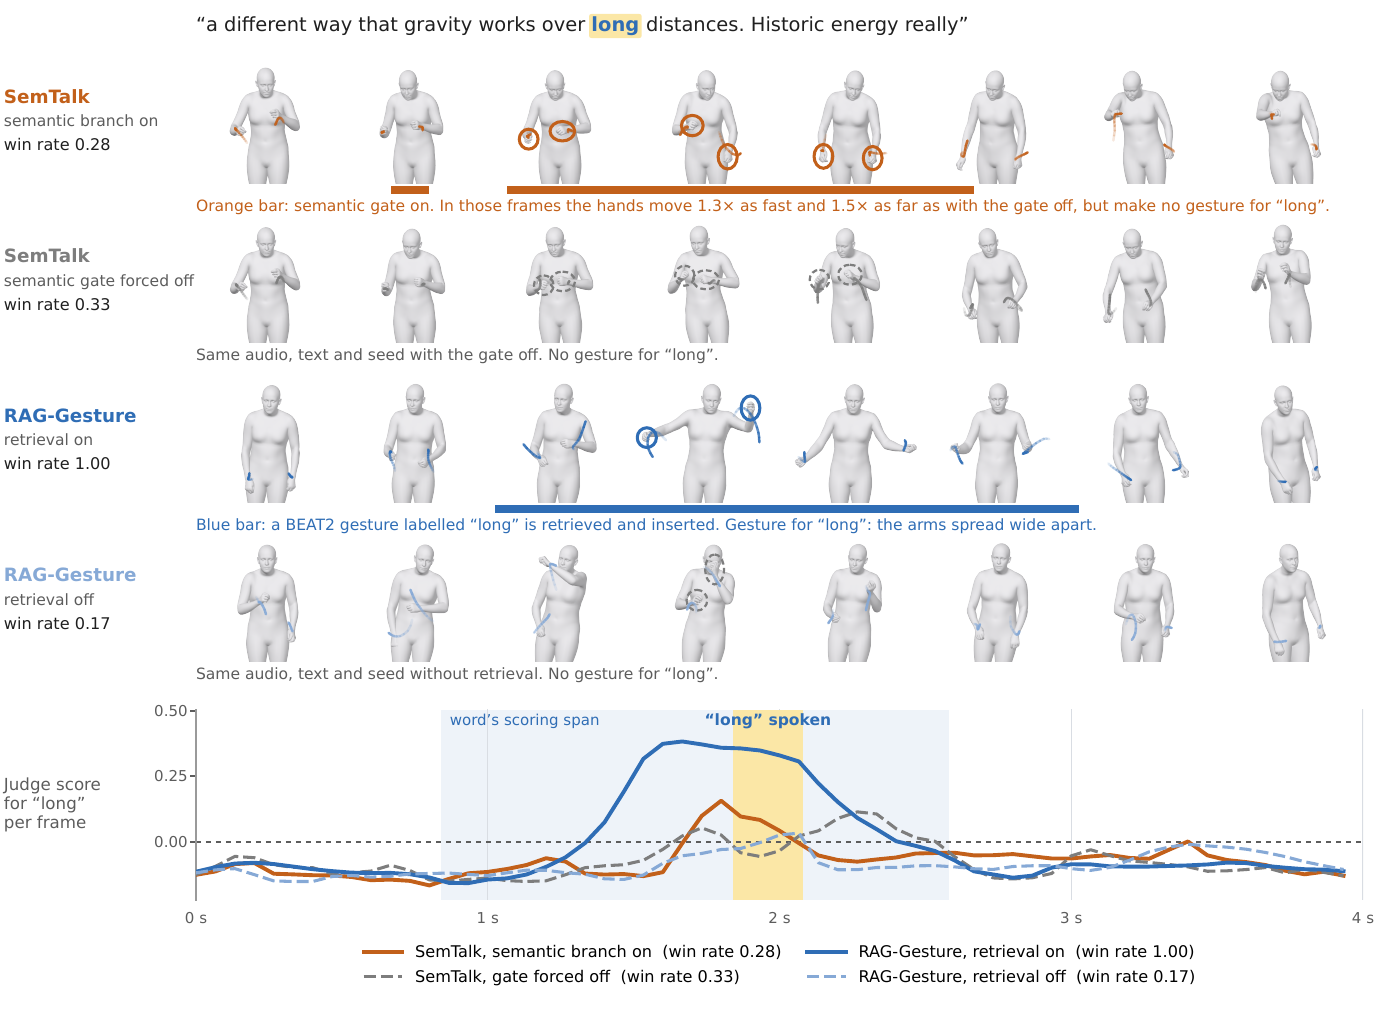 “a different way that gravity works over long distances. Historic energy really”
SemTalk
semantic branch on
win rate 0.28
Orange bar: semantic gate on. In those frames the hands move 1.3× as fast and 1.5× as far as with the gate off, but make no gesture for “long”.
SemTalk
semantic gate forced off
win rate 0.33
Same audio, text and seed with the gate off. No gesture for “long”.
RAG-Gesture
retrieval on
win rate 1.00
Blue bar: a BEAT2 gesture labelled “long” is retrieved and inserted. Gesture for “long”: the arms spread wide apart.
RAG-Gesture
retrieval off
win rate 0.17
Same audio, text and seed without retrieval. No gesture for “long”.
word’s scoring span
“long” spoken
Judge score
for “long”
per frame
0.50
0.25
0.00
0 s
1 s
2 s
3 s
4 s
SemTalk, semantic branch on (win rate 0.28)
SemTalk, gate forced off (win rate 0.33)
RAG-Gesture, retrieval on (win rate 1.00)
RAG-Gesture, retrieval off (win rate 0.17)